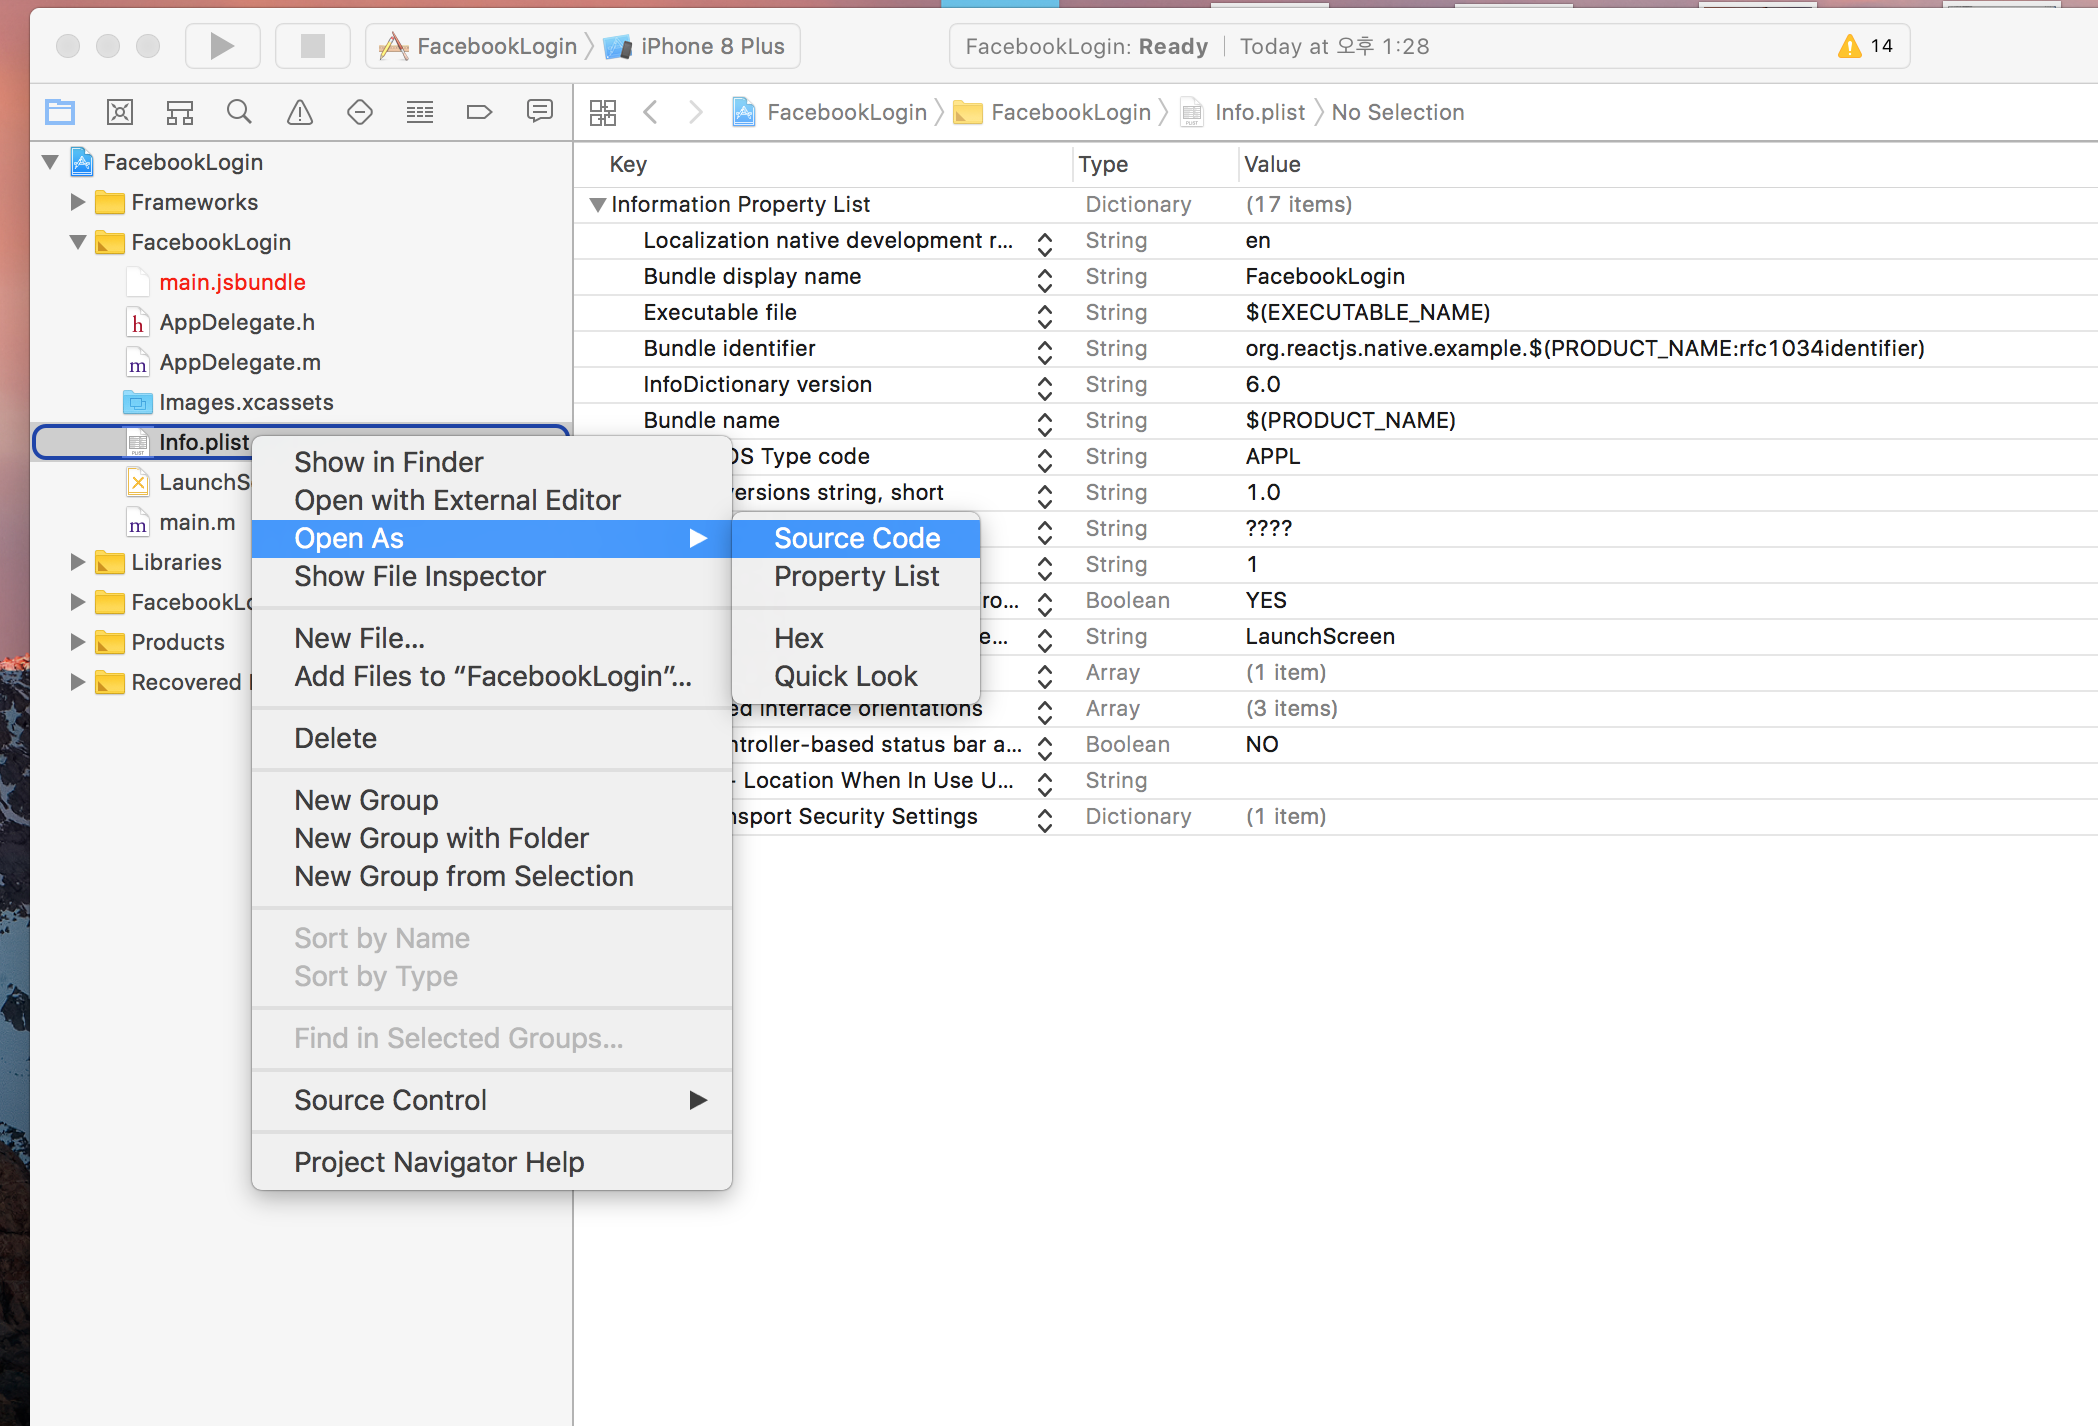 FacebookLogin
iPhone 8 Plus
FacebookLogin: Ready
Today at 오후 1:28
14
FacebookLogin
FacebookLogin
Info.plist
No Selection
FacebookLogin
Frameworks
FacebookLogin
main.jsbundle
AppDelegate.h
AppDelegate.m
Images.xcassets
Info.plist
LaunchS
main.m
Libraries
FacebookLo
Products
Recovered
Show in Finder
Open with External Editor
Open As
Show File Inspector
New File...
Add Files to “FacebookLogin”...
Delete
New Group
New Group with Folder
New Group from Selection
Sort by Name
Sort by Type
Find in Selected Groups...
Source Control
Project Navigator Help
Source Code
Property List
Hex
Quick Look
Key Type Value
Information Property List Dictionary (17 items)
Localization native development r... String en
Bundle display name String FacebookLogin
Executable file String $(EXECUTABLE_NAME)
Bundle identifier String org.reactjs.native.example.$(PRODUCT_NAME:rfc1034identifier)
InfoDictionary version String 6.0
Bundle name String $(PRODUCT_NAME)
OS Type code String APPL
versions string, short String 1.0
String ????
String 1
ro... Boolean YES
e... String LaunchScreen
Array (1 item)
ed interface orientations Array (3 items)
ntroller-based status bar a... Boolean NO
- Location When In Use U... String
nsport Security Settings Dictionary (1 item)